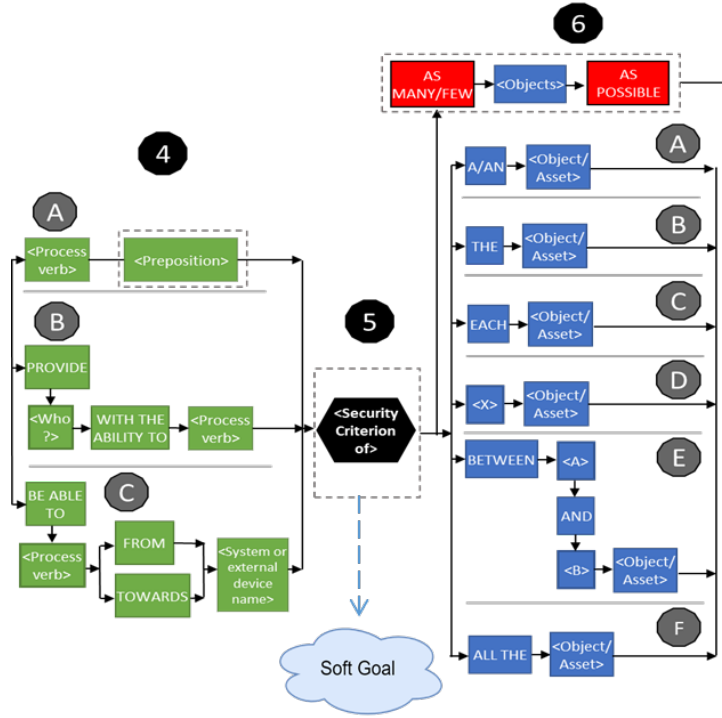 6
AS
MANY/FEW
<Objects>
AS
POSSIBLE
4
A
<Process
verb>
<Preposition>
B
PROVIDE
<Who
?>
WITH THE
ABILITY TO
<Process
verb>
C
BE ABLE
TO
<Process
verb>
FROM
TOWARDS
<System or
external
device
name>
5
<Security
Criterion
of>
Soft Goal
A
A/AN
<Object/
Asset>
B
THE
<Object/
Asset>
C
EACH
<Object/
Asset>
D
<X>
<Object/
Asset>
E
BETWEEN
<A>
AND
<B>
<Object/
Asset>
F
ALL THE
<Object/
Asset>